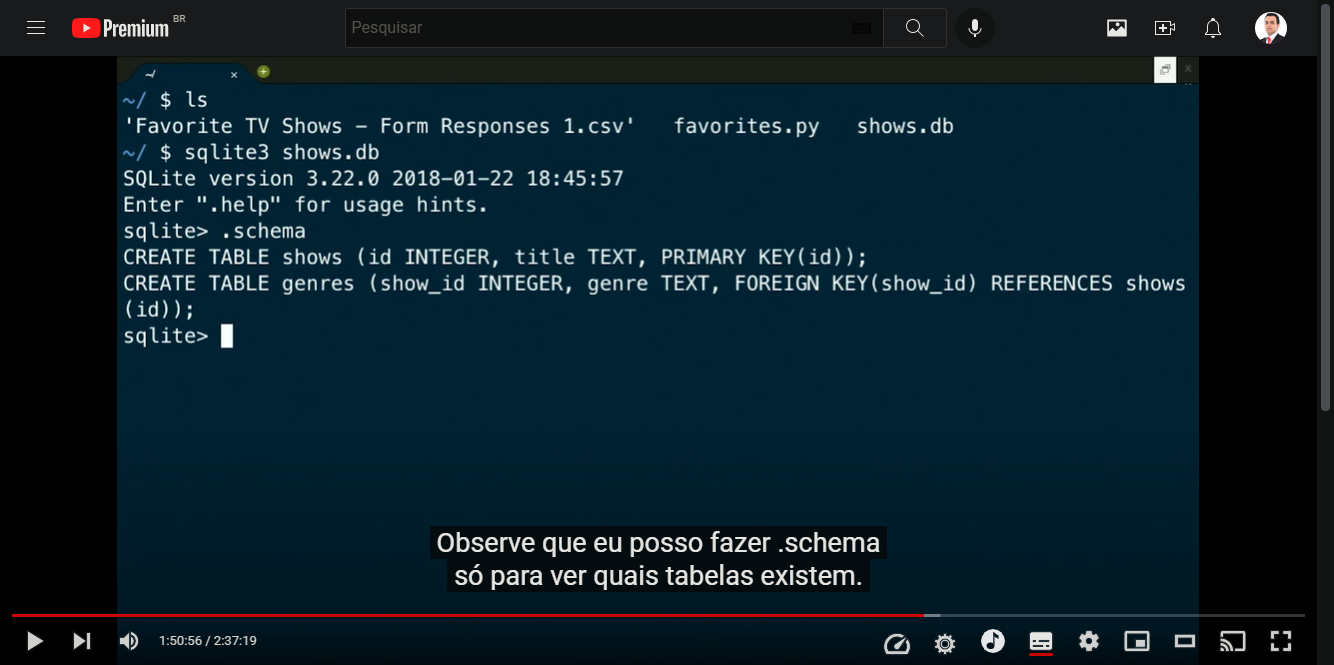 Premium BR
Pesquisar
~/
~/ $ ls
'Favorite TV Shows – Form Responses 1.csv'   favorites.py   shows.db
~/ $ sqlite3 shows.db
SQLite version 3.22.0 2018-01-22 18:45:57
Enter ".help" for usage hints.
sqlite> .schema
CREATE TABLE shows (id INTEGER, title TEXT, PRIMARY KEY(id));
CREATE TABLE genres (show_id INTEGER, genre TEXT, FOREIGN KEY(show_id) REFERENCES shows
(id));
sqlite>
Observe que eu posso fazer .schema
só para ver quais tabelas existem.
1:50:56 / 2:37:19